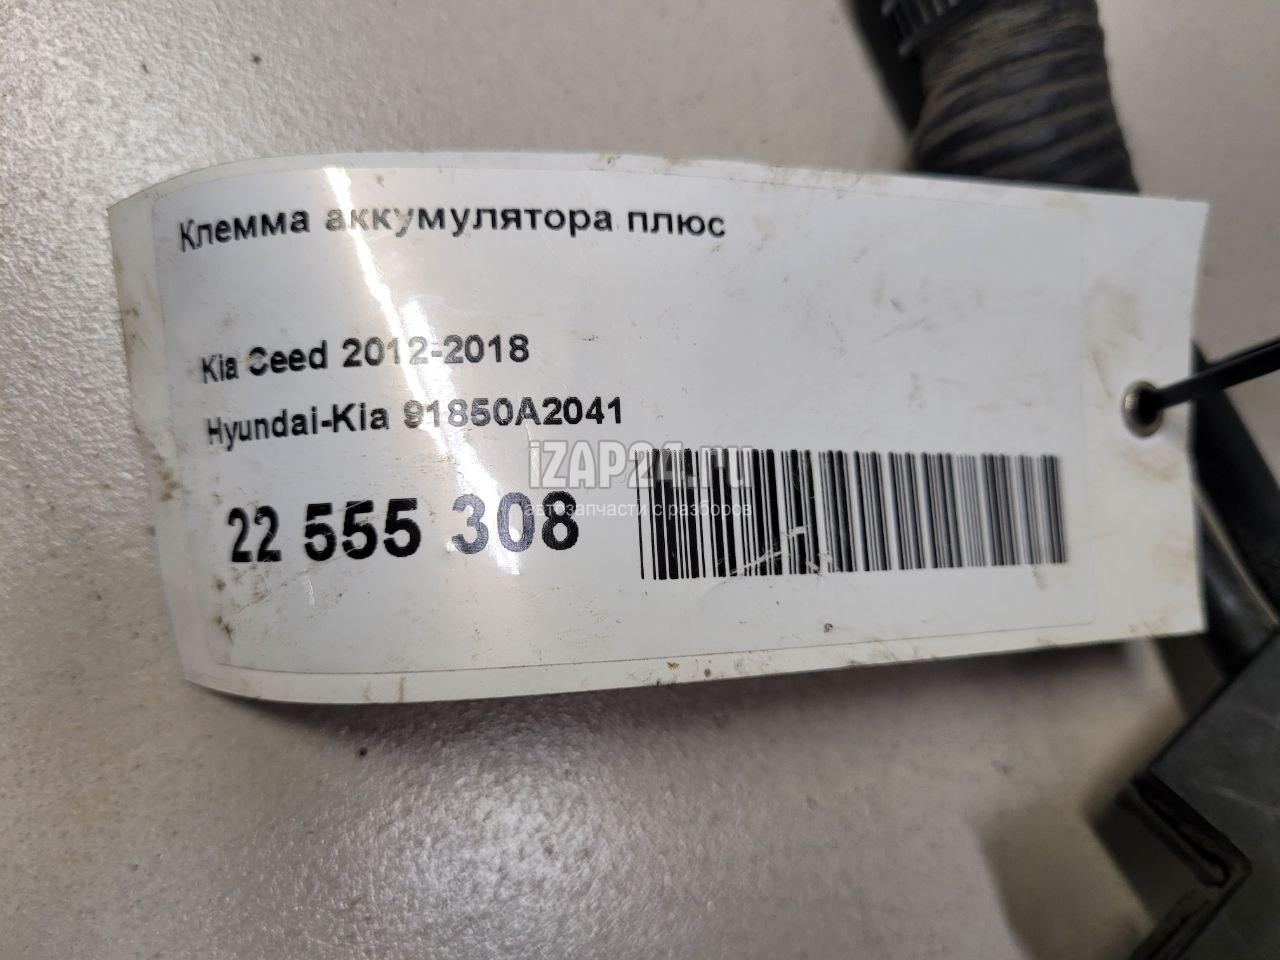 Клемма аккумулятора плюс
Kia Ceed 2012-2018
Hyundai-Kia 91850A2041
iZAP24.ru
автозапчасти с разборов
22 555 308